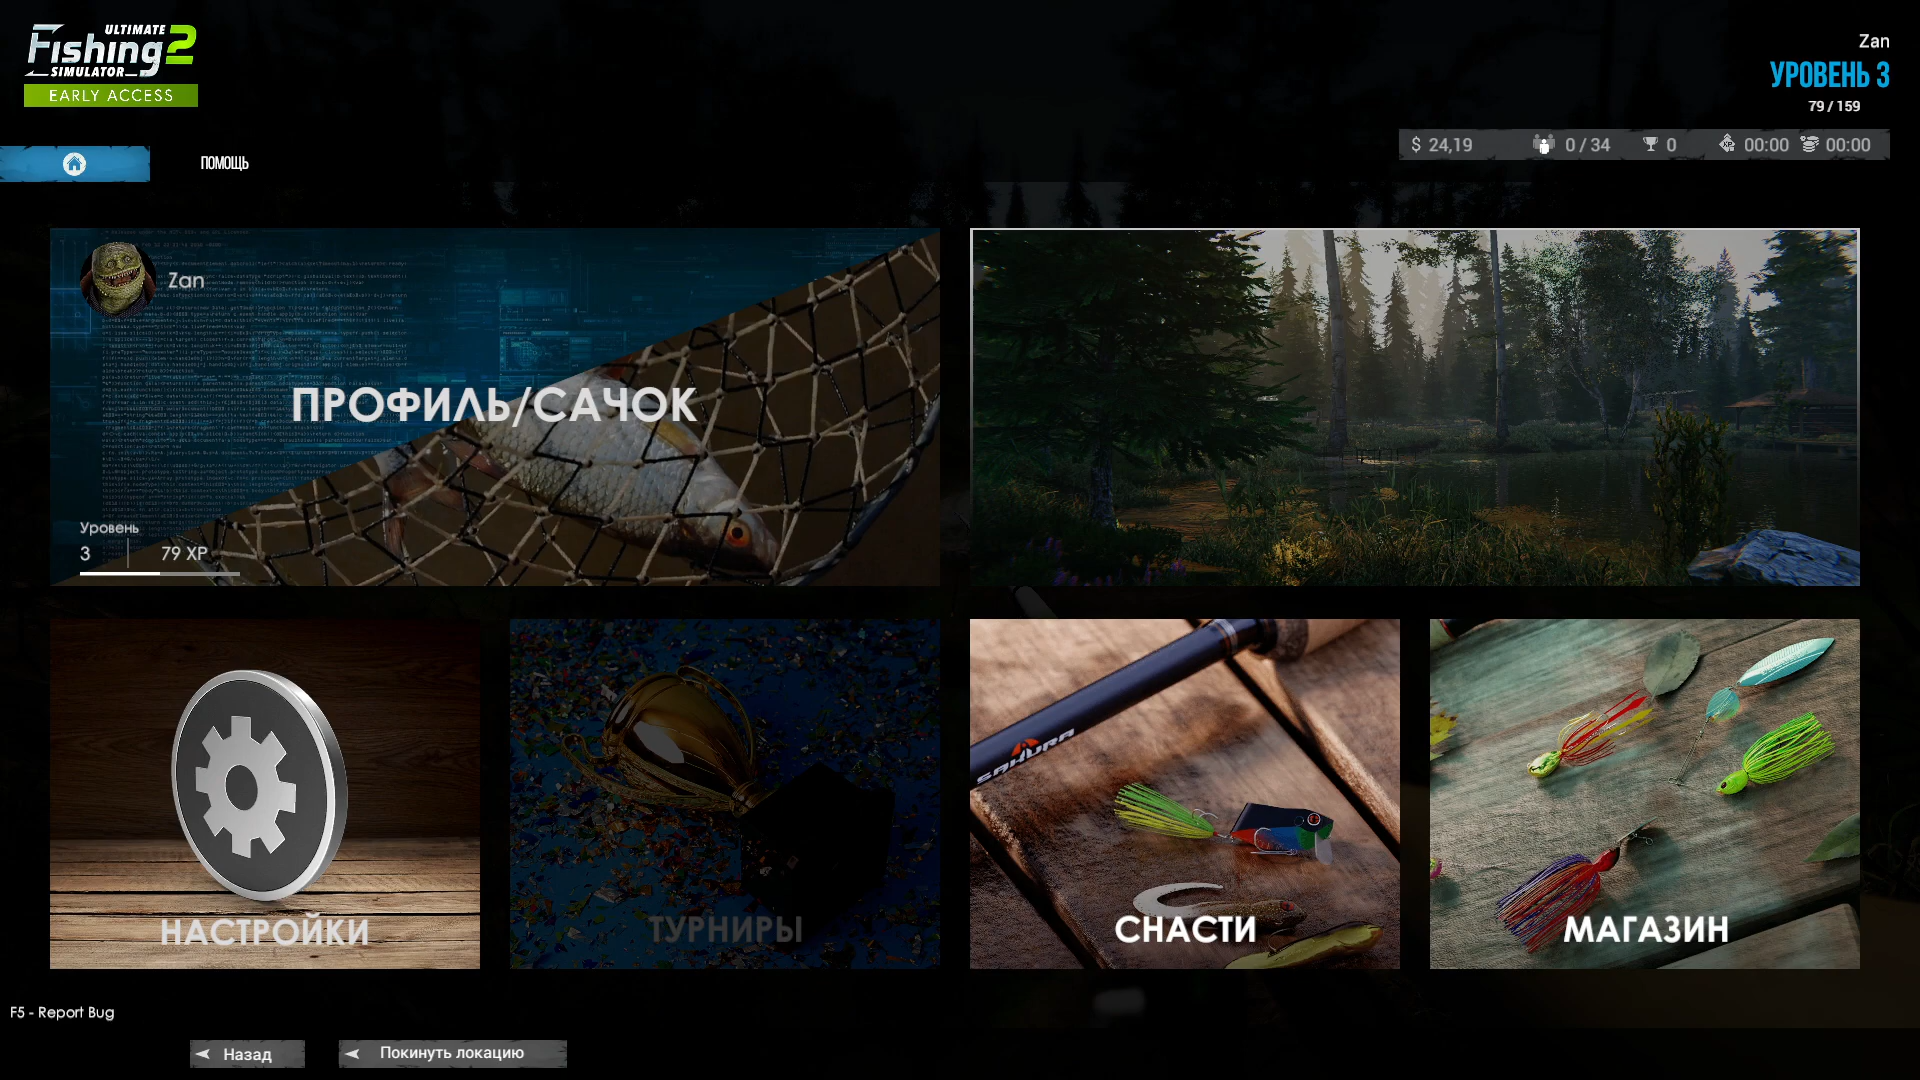 ULTIMATE
Fishing 2
SIMULATOR
EARLY ACCESS
Zan
УРОВЕНЬ 3
79 / 159
$ 24,19
0 / 34
0
XP
00:00
00:00
ПОМОЩЬ
Zan
ПРОФИЛЬ/САЧОК
Уровень
3
79 XP
НАСТРОЙКИ
ТУРНИРЫ
SAKURA
СНАСТИ
МАГАЗИН
F5 - Report Bug
Назад
Покинуть локацию